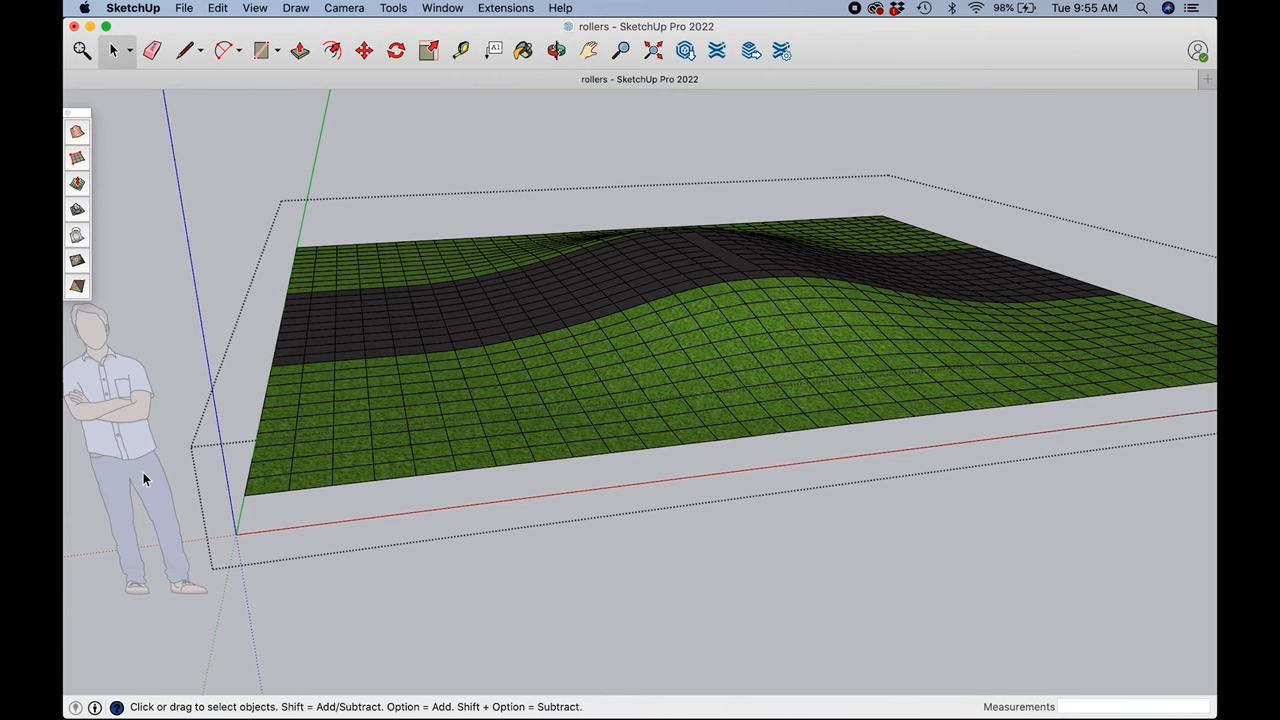 SketchUp File Edit View Draw Camera Tools Window Extensions Help 98% Tue 9:55 AM
rollers - SketchUp Pro 2022
A1
rollers - SketchUp Pro 2022
Click or drag to select objects. Shift = Add/Subtract. Option = Add. Shift + Option = Subtract. Measurements